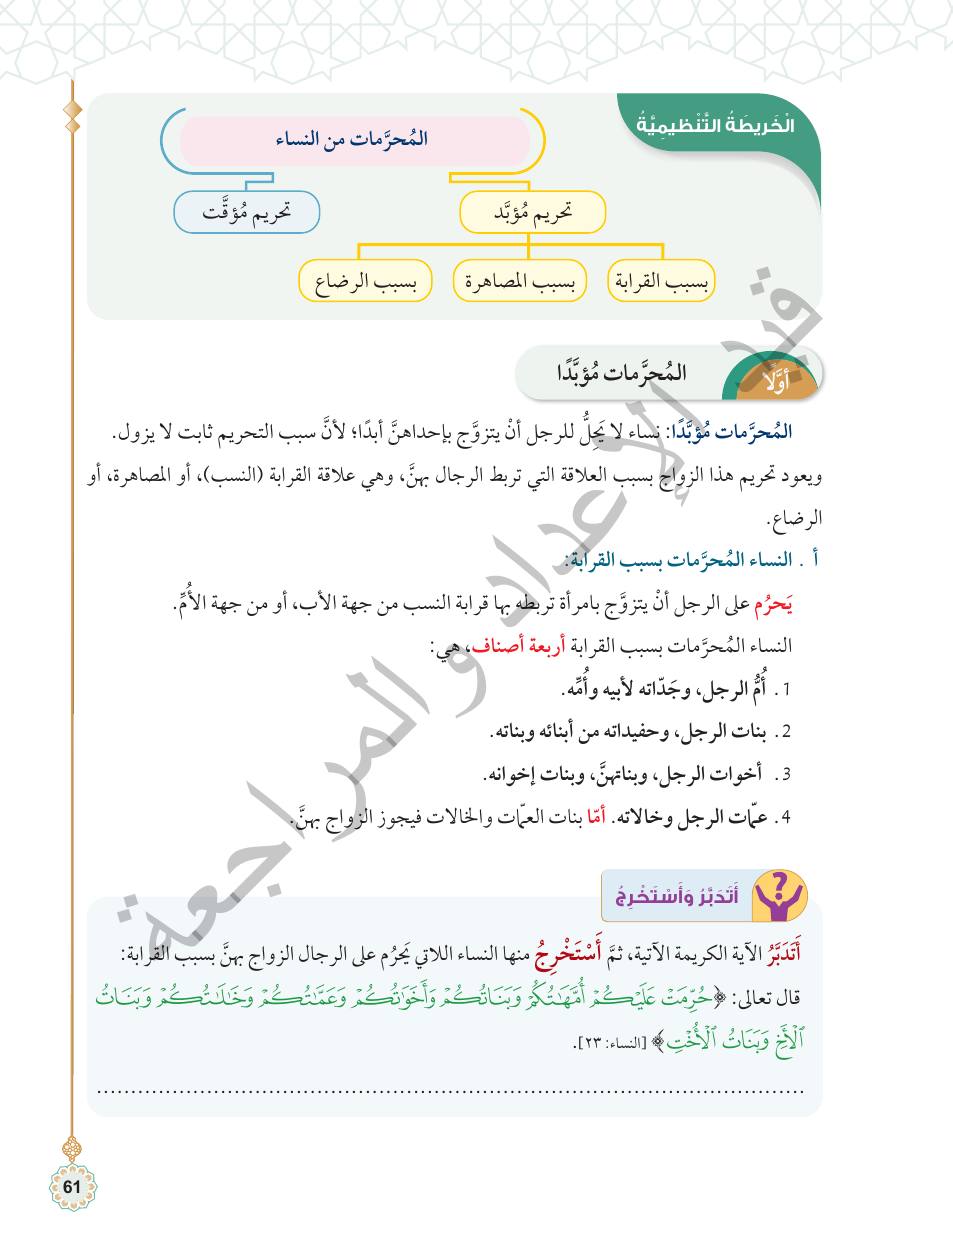 الْخَرِيطَةُ التَّنْظِيمِيَّةُ
المُحرَّمات من النساء
تحريم مُؤبَّد
تحريم مُؤقَّت
بسبب القرابة
بسبب المصاهرة
بسبب الرضاع
أوَّلًا
المُحرَّمات مُؤبَّدًا
المُحرَّمات مُؤبَّدًا: نساء لا يَحِلُّ للرجل أنْ يتزوَّج بإحداهنَّ أبدًا؛ لأنَّ سبب التحريم ثابت لا يزول.
ويعود تحريم هذا الزواج بسبب العلاقة التي تربط الرجال بهنَّ، وهي علاقة القرابة (النسب)، أو المصاهرة، أو
الرضاع.
أ . النساء المُحرَّمات بسبب القرابة:
يَحرُم على الرجل أنْ يتزوَّج بامرأة تربطه بها قرابة النسب من جهة الأب، أو من جهة الأُمِّ.
النساء المُحرَّمات بسبب القرابة أربعة أصناف، هي:
1. أُمُّ الرجل، وجَدّاته لأبيه وأُمِّه.
2. بنات الرجل، وحفيداته من أبنائه وبناته.
3. أخوات الرجل، وبناتهنَّ، وبنات إخوانه.
4. عمّات الرجل وخالاته. أمّا بنات العمّات والخالات فيجوز الزواج بهنَّ.
أَتَدَبَّرُ وَأَسْتَخْرِجُ
أَتَدَبَّرُ الآية الكريمة الآتية، ثمَّ أَسْتَخْرِجُ منها النساء اللاتي يَحرُم على الرجال الزواج بهنَّ بسبب القرابة:
قال تعالى: ﴿حُرِّمَتۡ عَلَيۡكُمۡ أُمَّهَٰتُكُمۡ وَبَنَاتُكُمۡ وَأَخَوَٰتُكُمۡ وَعَمَّٰتُكُمۡ وَخَٰلَٰتُكُمۡ وَبَنَاتُ
ٱلۡأَخِ وَبَنَاتُ ٱلۡأُخۡتِ﴾ [النساء: ٢٣].
................................................................................
61
قيد الإعداد والمراجعة